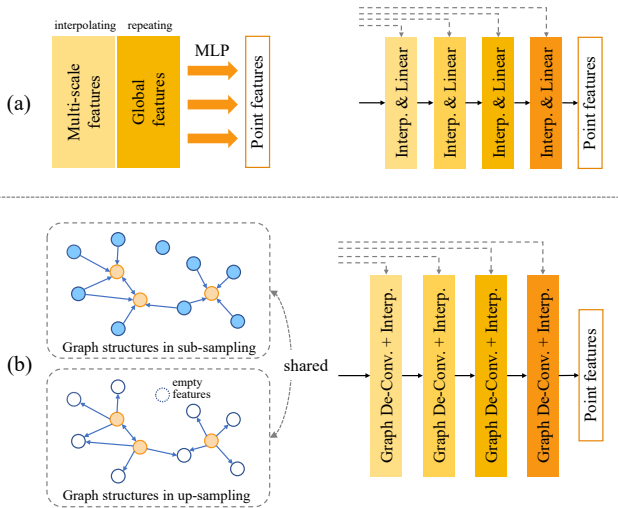 (a)
interpolating
repeating
Multi-scale
features
Global
features
MLP
Point features
Interp. & Linear
Interp. & Linear
Interp. & Linear
Interp. & Linear
Point features
(b)
Graph structures in sub-sampling
shared
empty
features
Graph structures in up-sampling
Graph De-Conv. + Interp.
Graph De-Conv. + Interp.
Graph De-Conv. + Interp.
Graph De-Conv. + Interp.
Point features